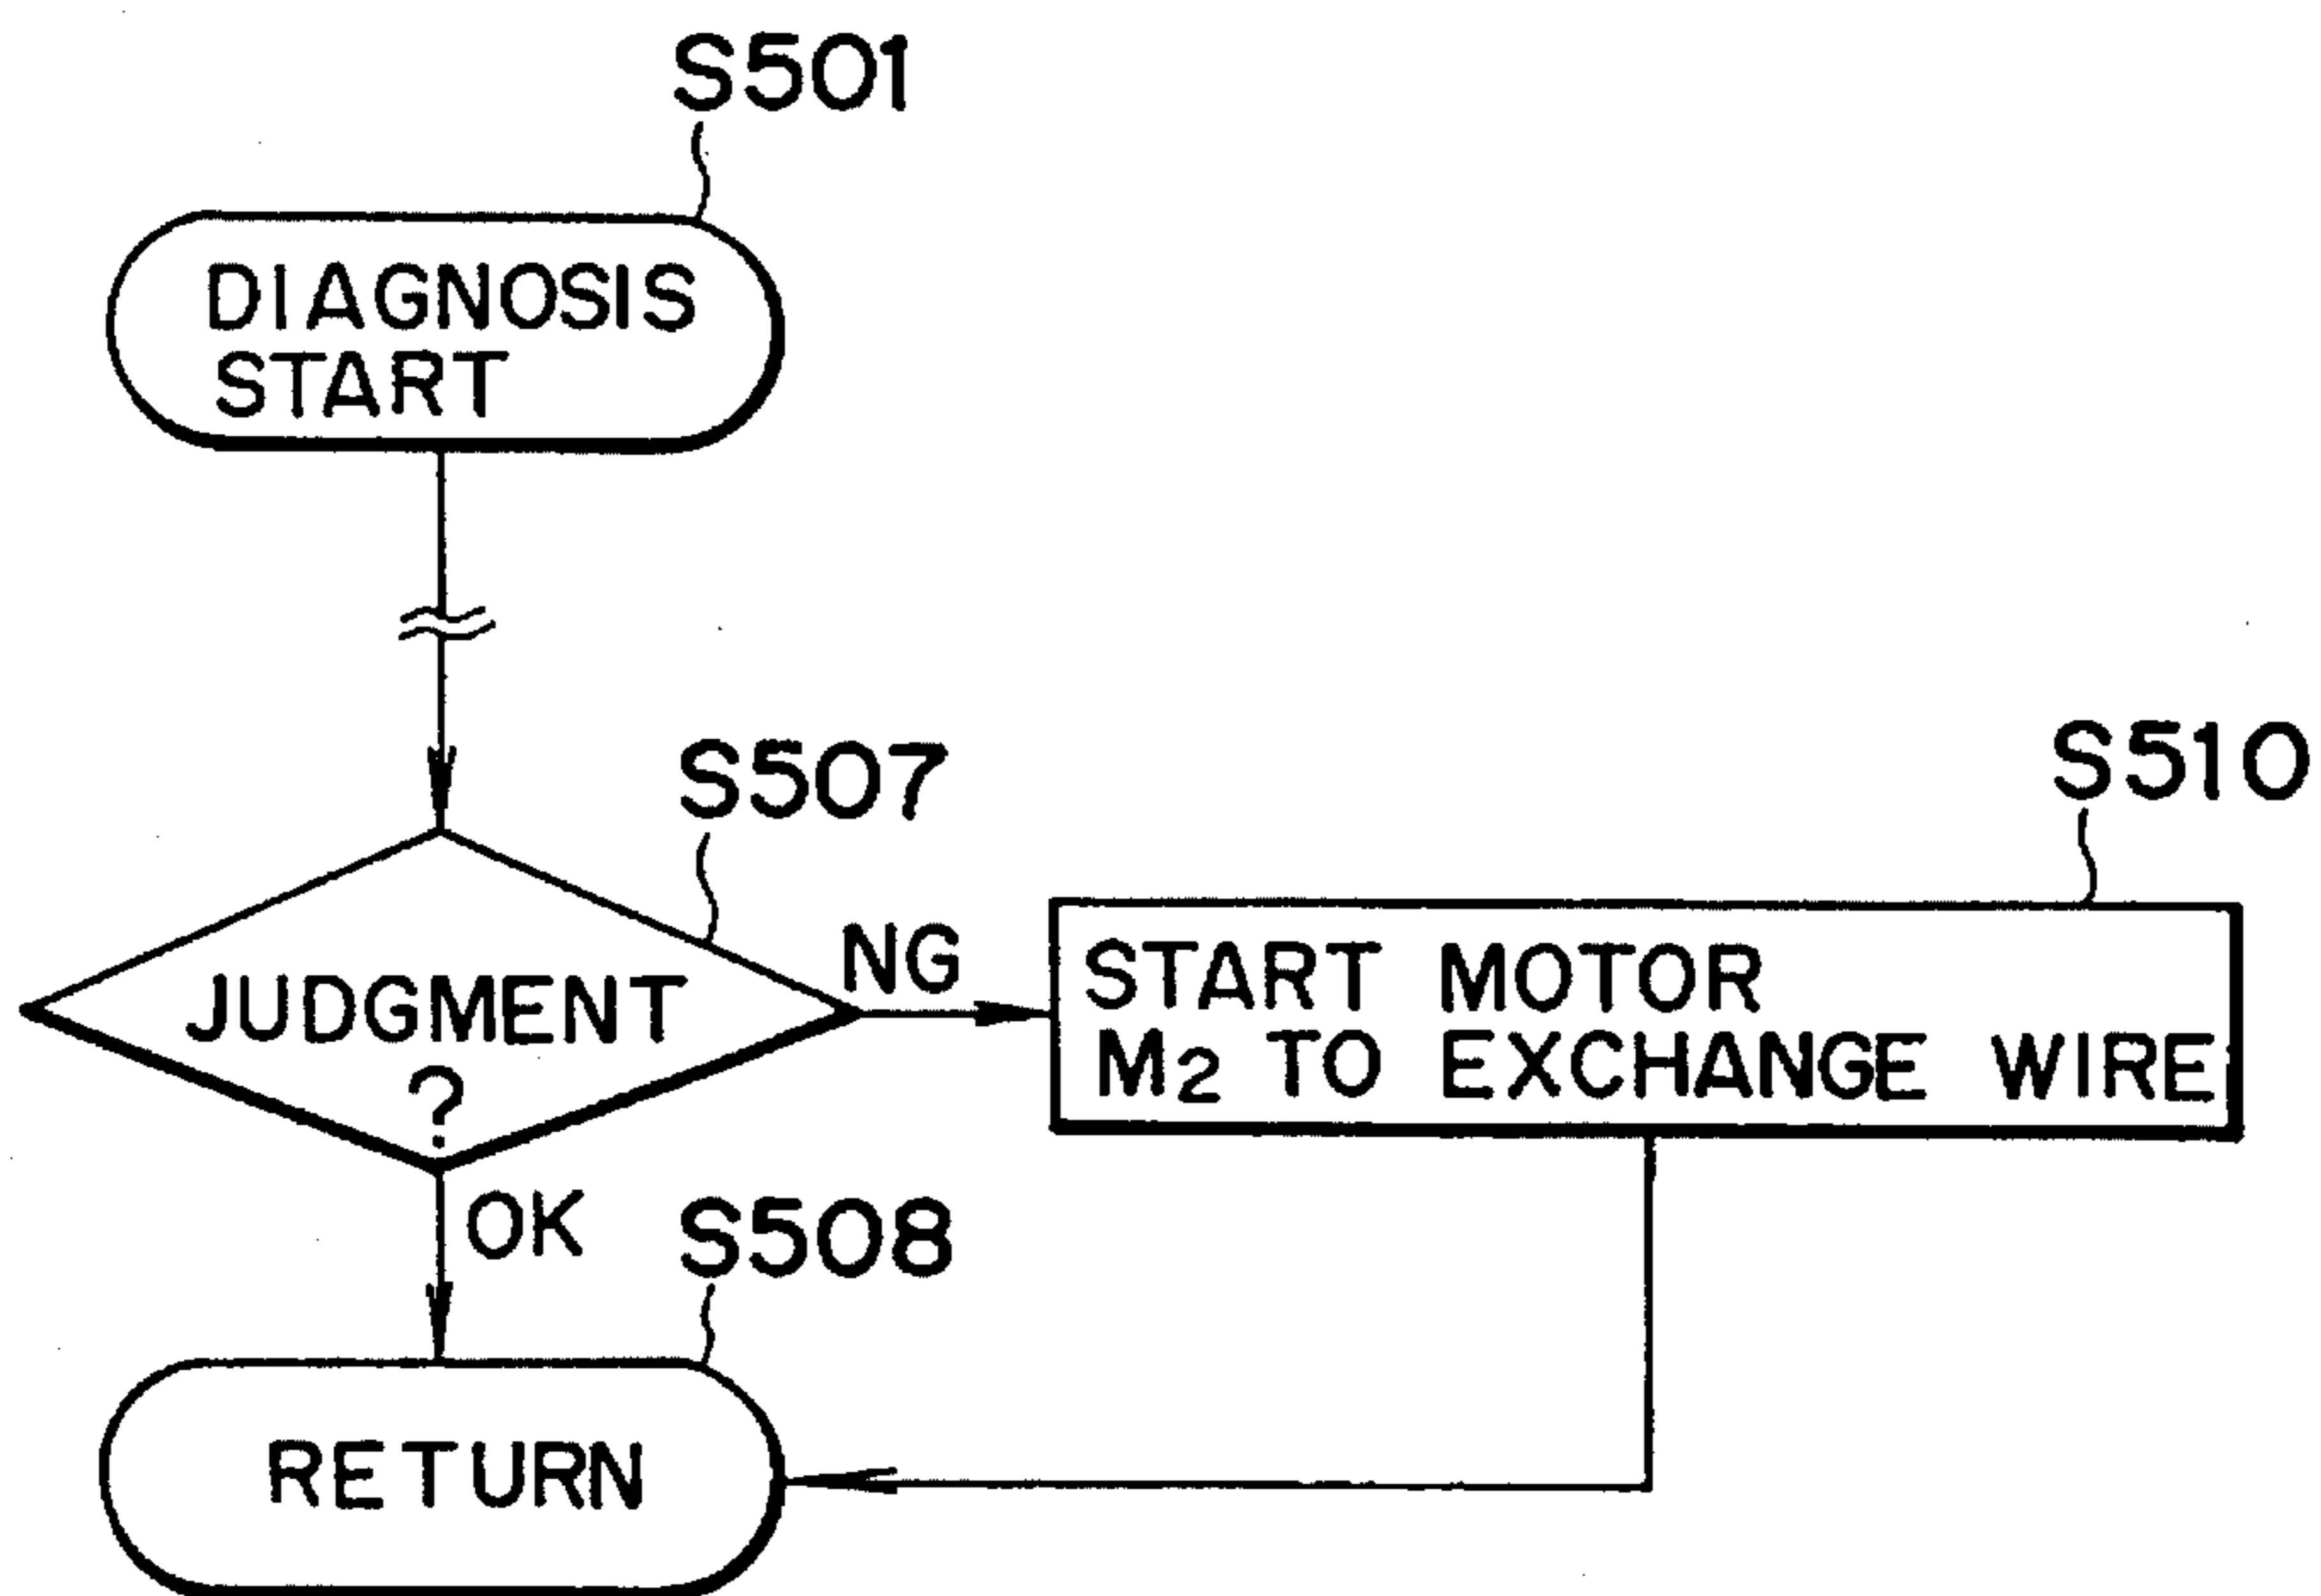 S501
DIAGNOSIS
START
S507
JUDGMENT
?
NG
S510
START MOTOR
M2 TO EXCHANGE WIRE
OK
S508
RETURN